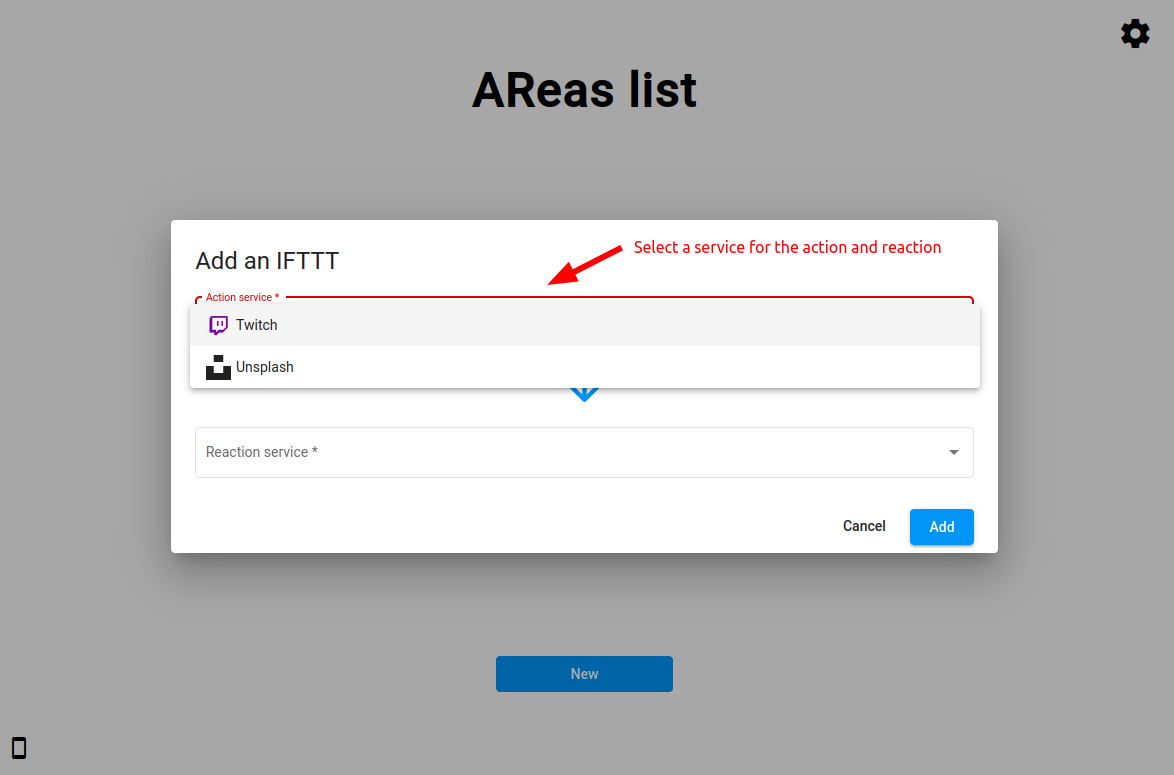 AReas list
Select a service for the action and reaction
Add an IFTTT
Action service *
Twitch
Unsplash
Reaction service *
Cancel
Add
New